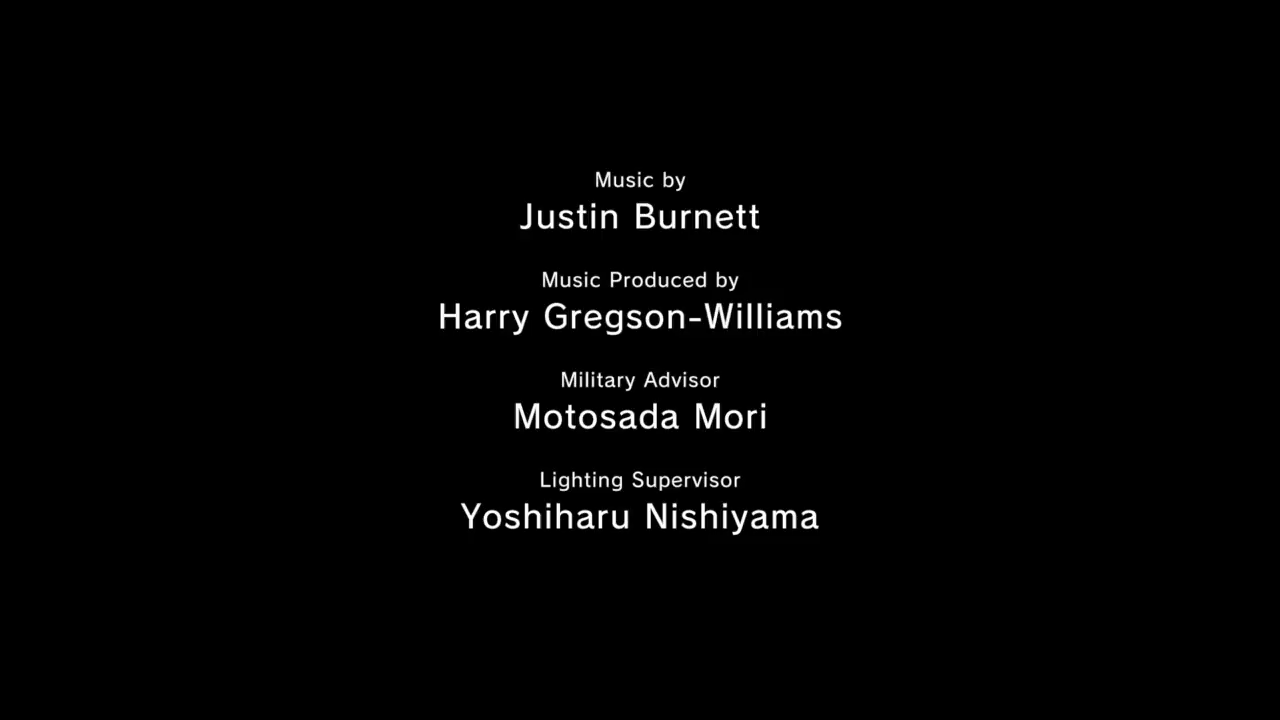 Music by
Justin Burnett
Music Produced by
Harry Gregson-Williams
Military Advisor
Motosada Mori
Lighting Supervisor
Yoshiharu Nishiyama